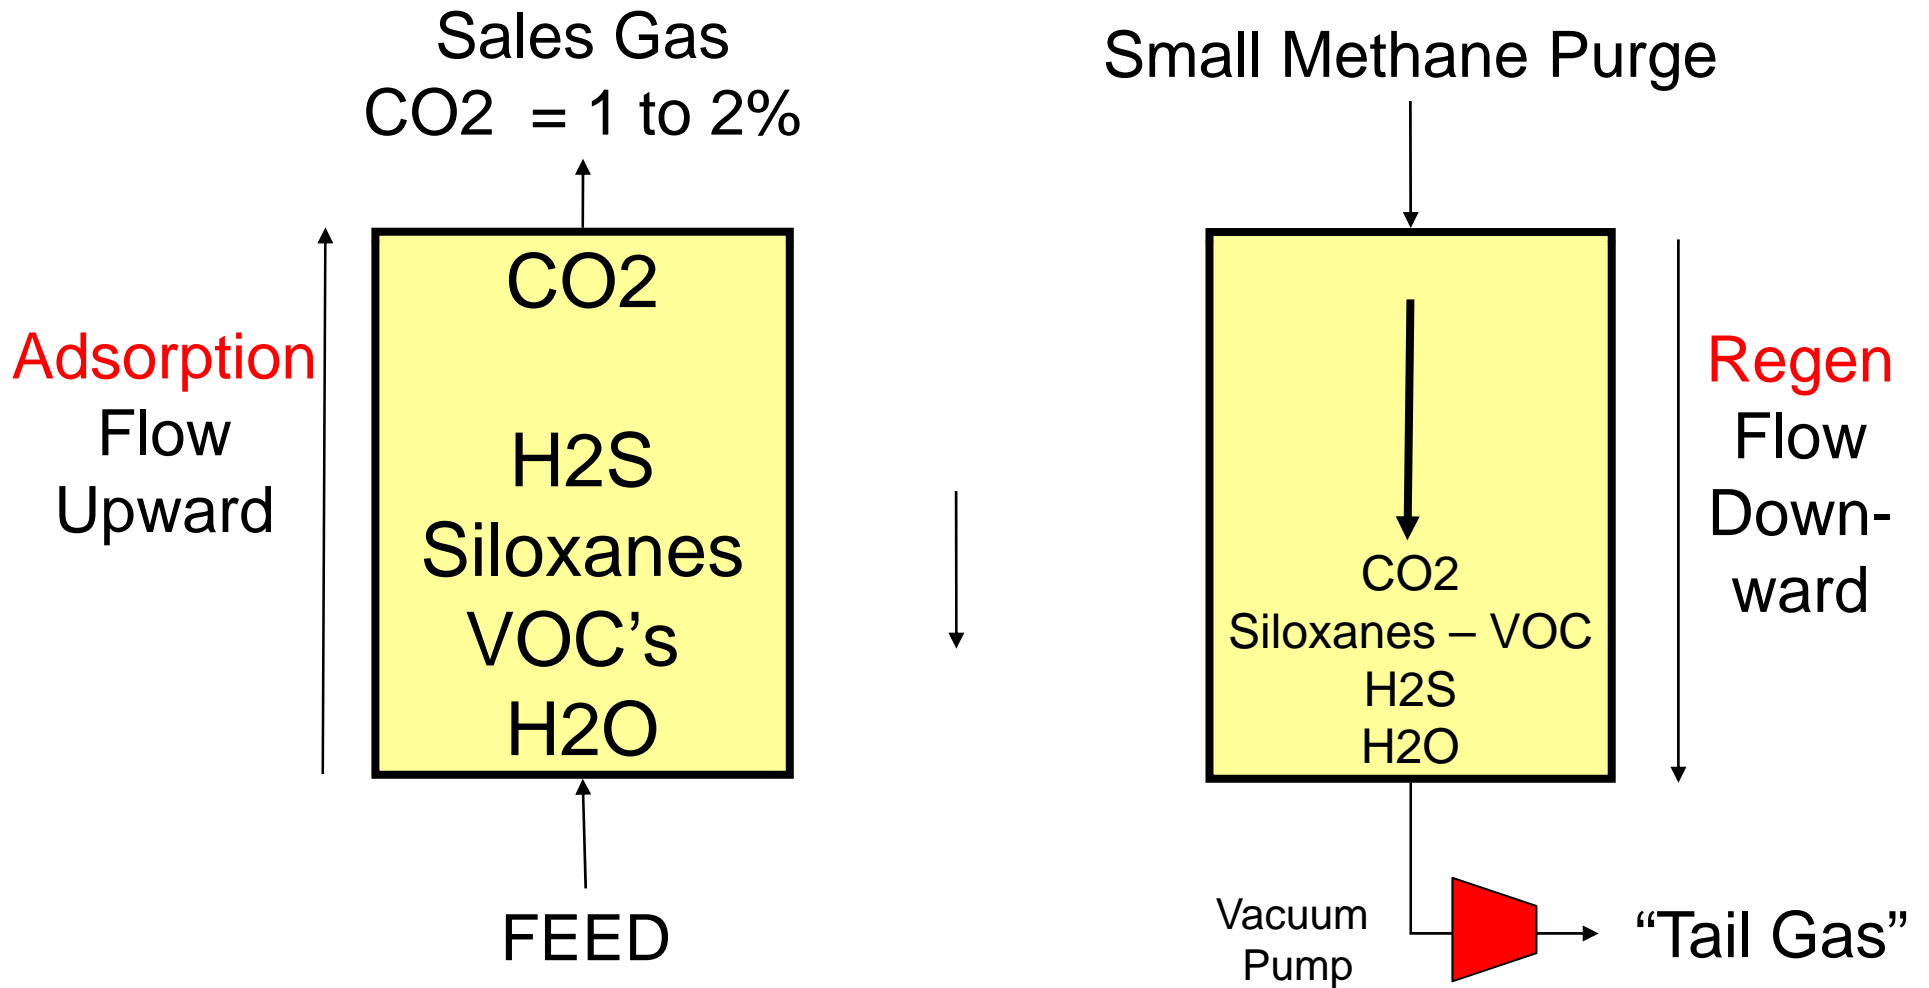 Sales Gas
CO2 = 1 to 2%
Small Methane Purge
Adsorption
Flow
Upward
CO2
H2S
Siloxanes
VOC’s
H2O
FEED
CO2
Siloxanes – VOC
H2S
H2O
Regen
Flow
Down-
ward
Vacuum
Pump
“Tail Gas”